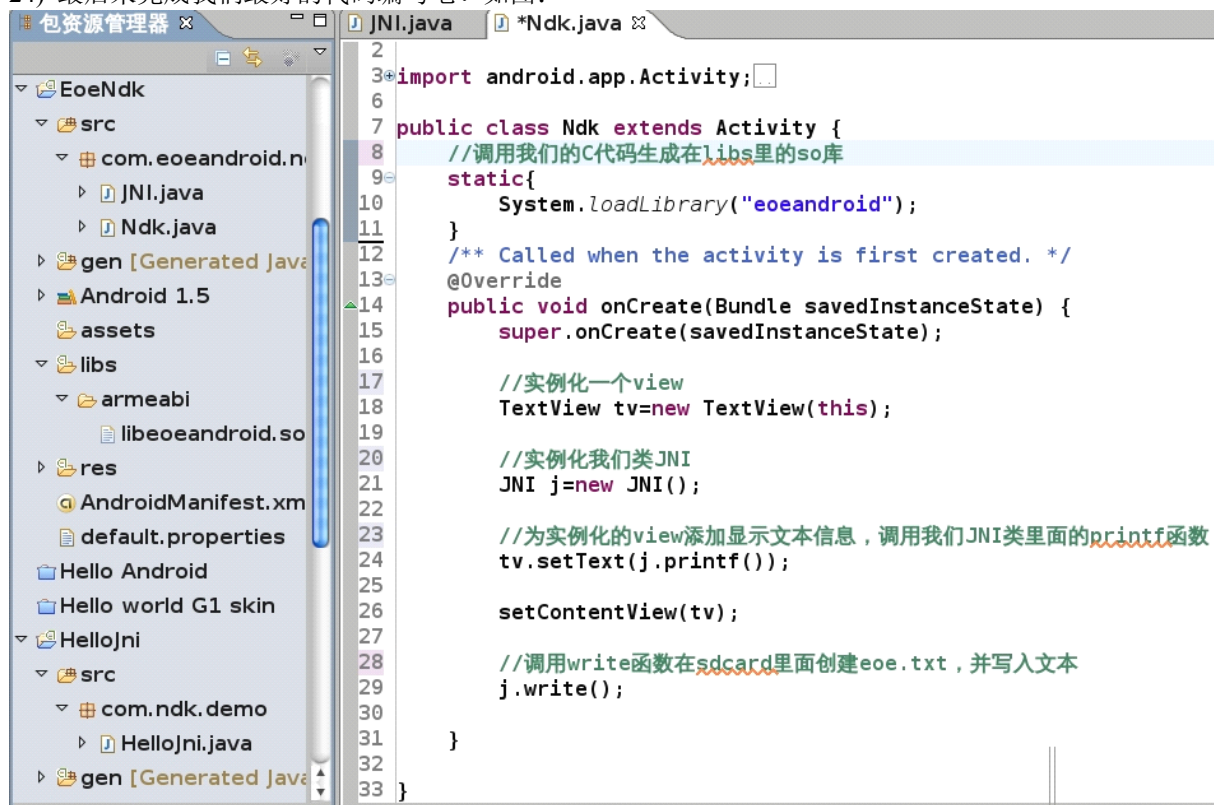 包资源管理器
JNI.java
*Ndk.java
EoeNdk
src
com.eoeandroid.n
JNI.java
Ndk.java
gen [Generated Java
Android 1.5
assets
libs
armeabi
libeoeandroid.so
res
AndroidManifest.xm
default.properties
Hello Android
Hello world G1 skin
HelloJni
src
com.ndk.demo
HelloJni.java
gen [Generated Java
2
3 import android.app.Activity;
6
7 public class Ndk extends Activity {
8 //调用我们的C代码生成在libs里的so库
9 static{
10 System.loadLibrary("eoeandroid");
11 }
12 /** Called when the activity is first created. */
13 @Override
14 public void onCreate(Bundle savedInstanceState) {
15 super.onCreate(savedInstanceState);
16
17 //实例化一个view
18 TextView tv=new TextView(this);
19
20 //实例化我们类JNI
21 JNI j=new JNI();
22
23 //为实例化的view添加显示文本信息，调用我们JNI类里面的printf函数
24 tv.setText(j.printf());
25
26 setContentView(tv);
27
28 //调用write函数在sdcard里面创建eoe.txt，并写入文本
29 j.write();
30
31 }
32
33 }